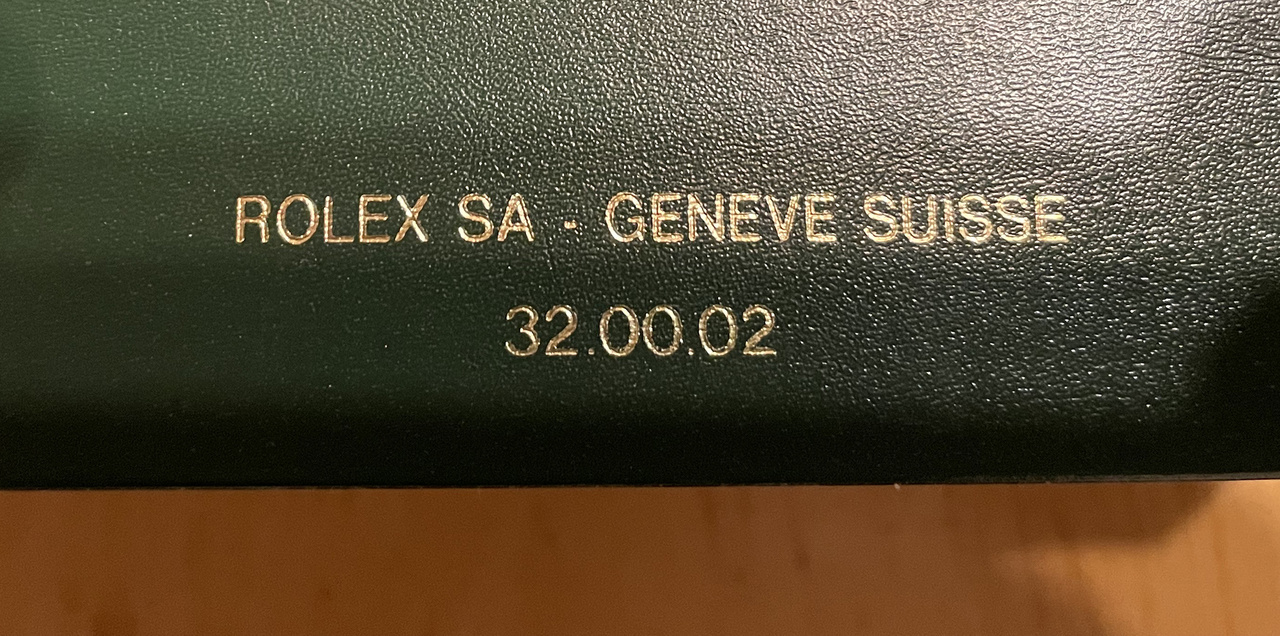 ROLEX SA - GENEVE SUISSE
32.00.02